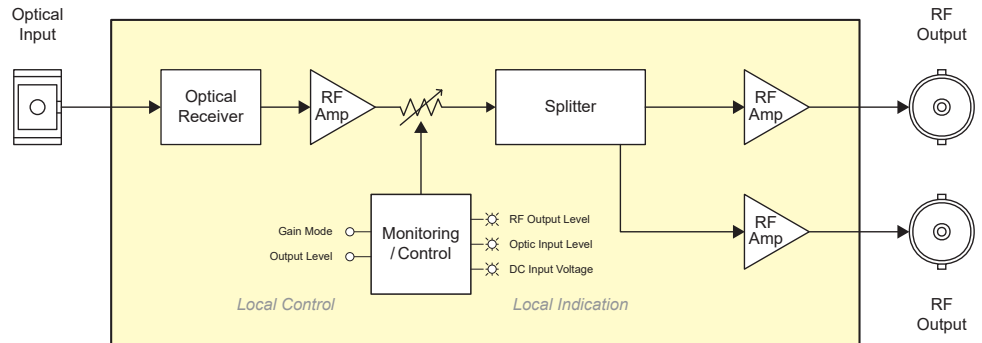 Optical
Input
RF
Output
Optical
Receiver
RF
Amp
Splitter
RF
Amp
Gain Mode
Output Level
Monitoring
/ Control
RF Output Level
Optic Input Level
DC Input Voltage
RF
Amp
Local Control
Local Indication
RF
Output